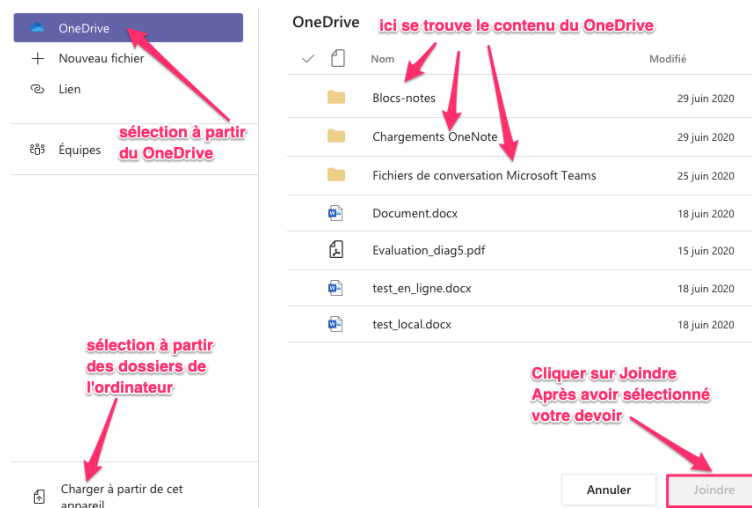 OneDrive
Nouveau fichier
Lien
sélection à partir
du OneDrive
Équipes
sélection à partir
des dossiers de
l'ordinateur
Charger à partir de cet
appareil
OneDrive
ici se trouve le contenu du OneDrive
Nom Modifié
Blocs-notes 29 juin 2020
Chargements OneNote 29 juin 2020
Fichiers de conversation Microsoft Teams 25 juin 2020
Document.docx 18 juin 2020
Evaluation_diag5.pdf 15 juin 2020
test_en_ligne.docx 18 juin 2020
test_local.docx 18 juin 2020
Cliquer sur Joindre
Après avoir sélectionné
votre devoir
Annuler Joindre